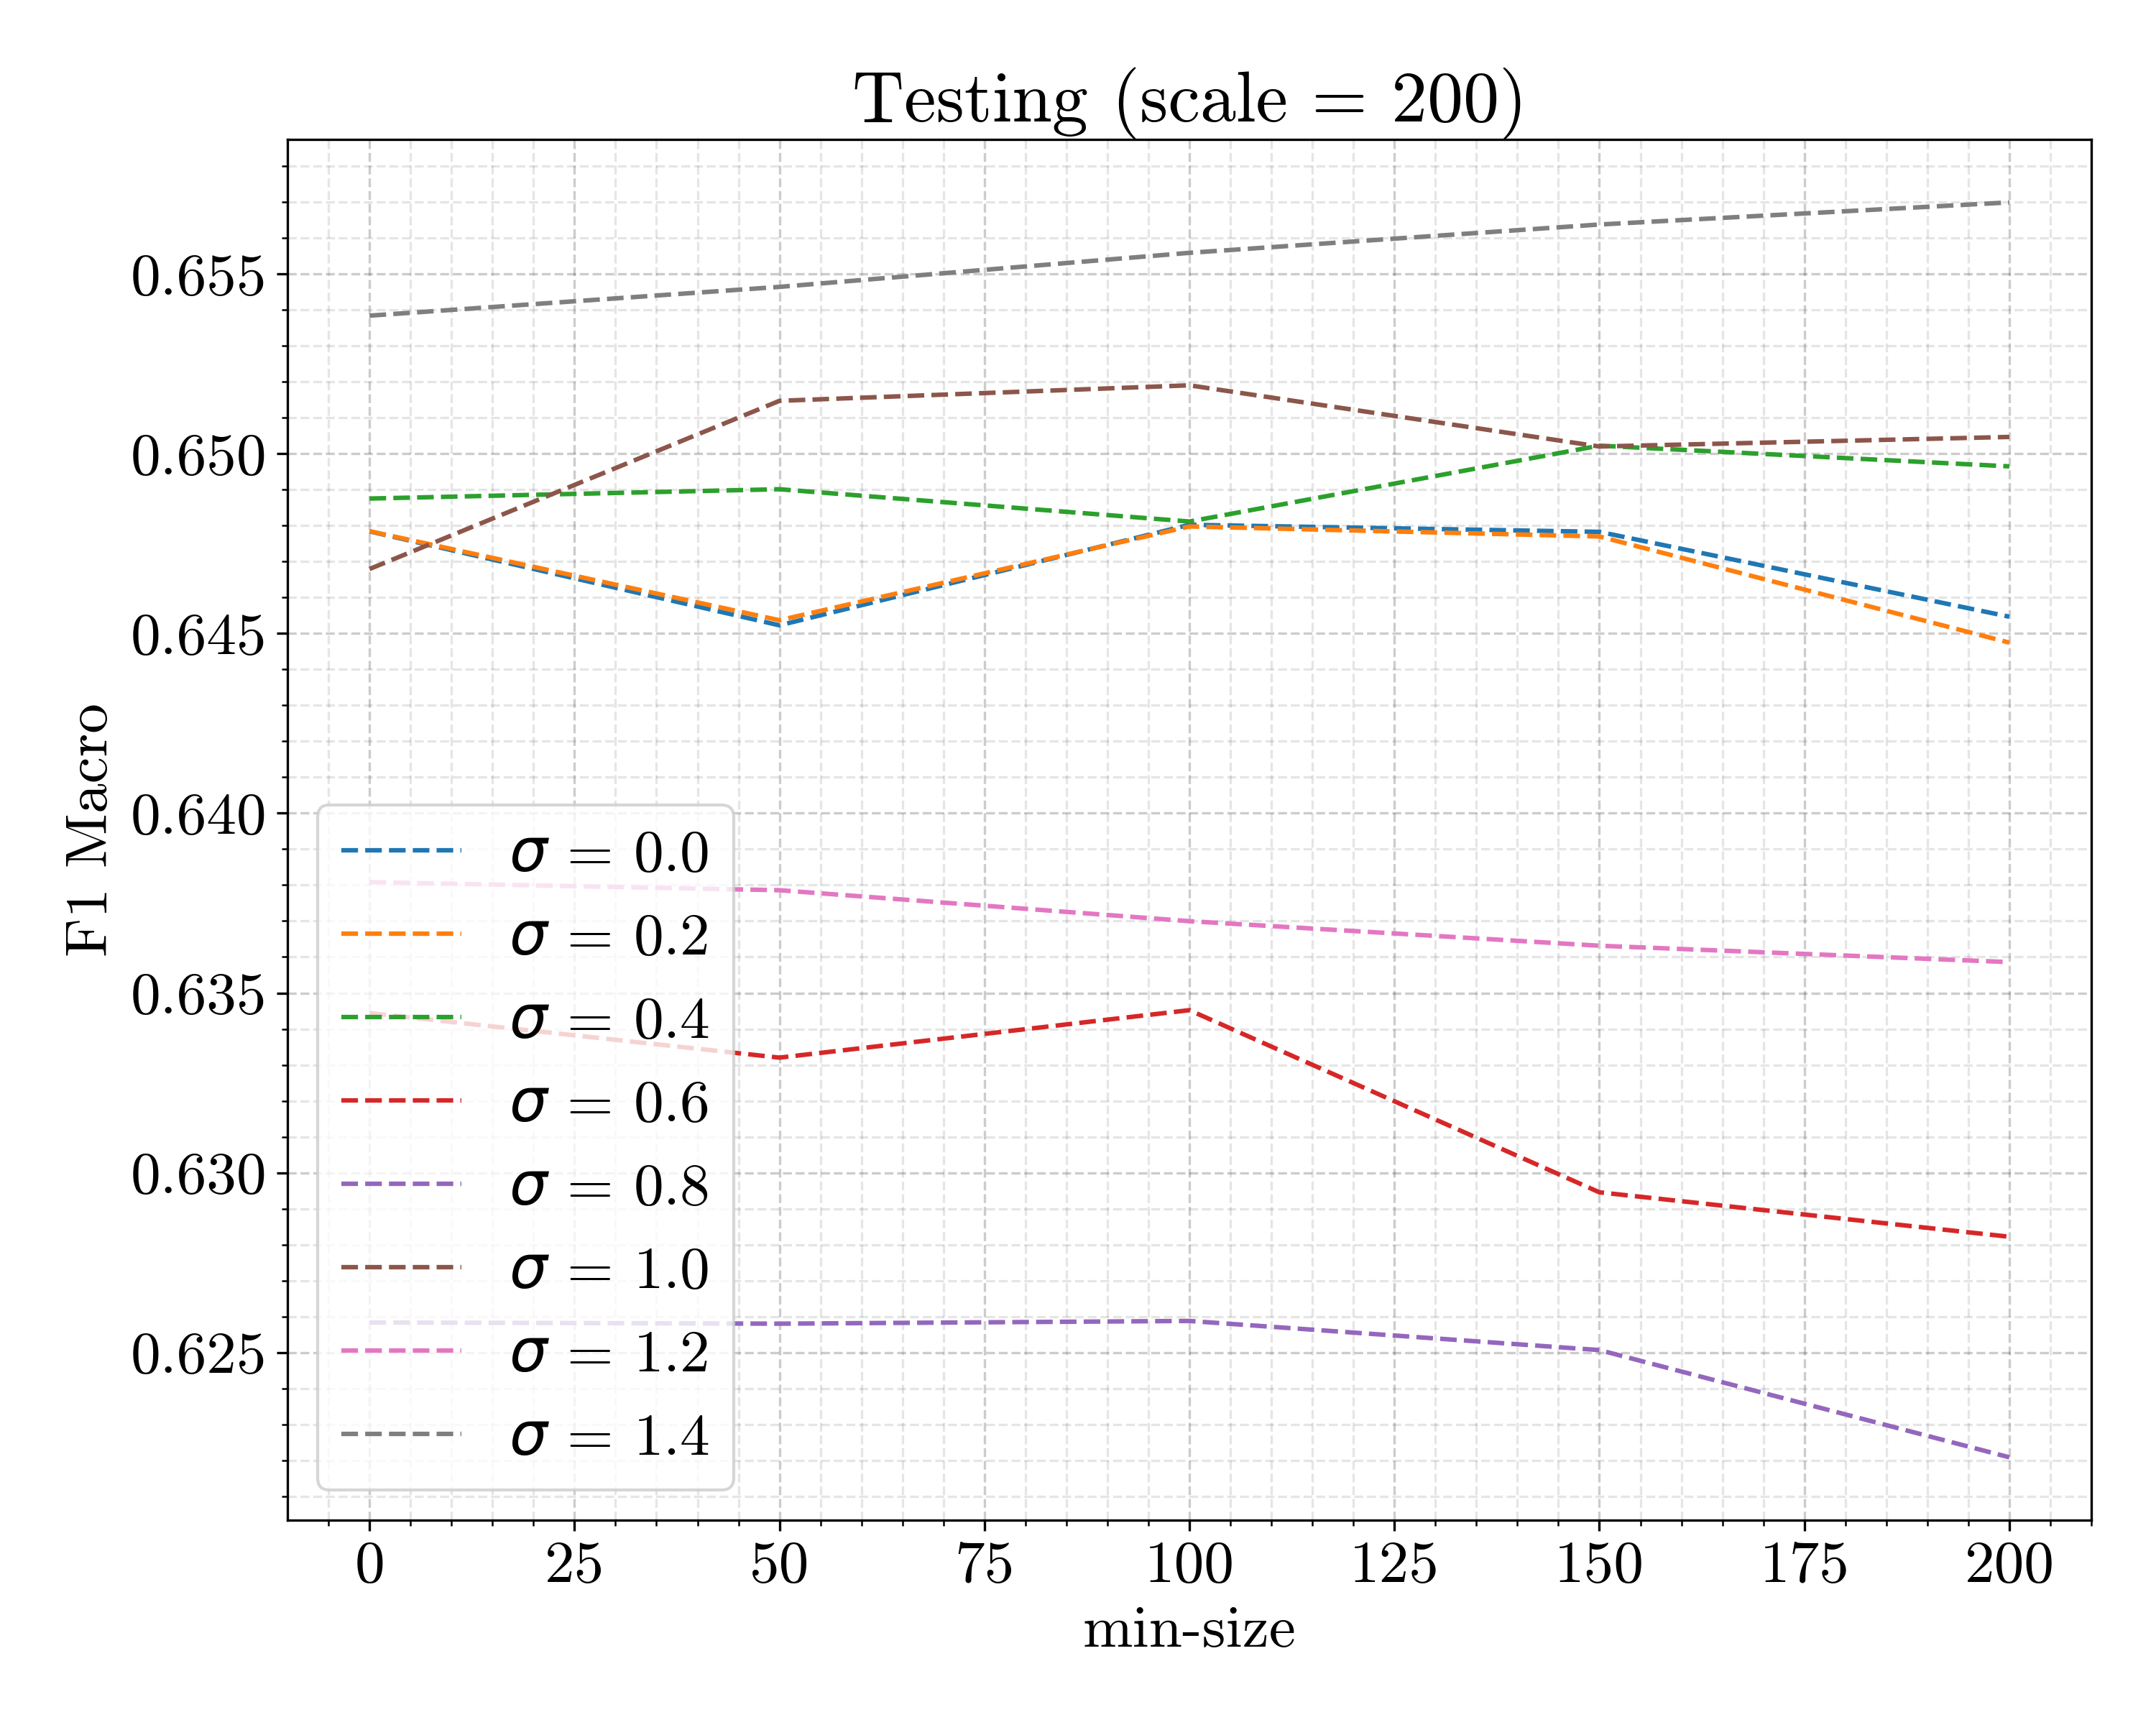 Testing (scale = 200)
F1 Macro
0.655
0.650
0.645
0.640
0.635
0.630
0.625
σ = 0.0
σ = 0.2
σ = 0.4
σ = 0.6
σ = 0.8
σ = 1.0
σ = 1.2
σ = 1.4
0 25 50 75 100 125 150 175 200
min-size